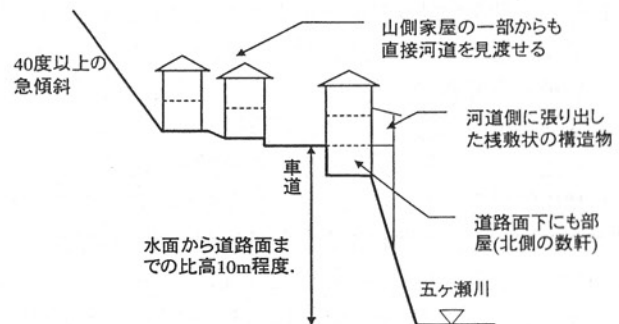 山側家屋の一部からも
直接河道を見渡せる
40度以上の
急傾斜
河道側に張り出し
た桟敷状の構造物
車道
道路面下にも部
屋(北側の数軒)
水面から道路面ま
での比高10m程度.
五ヶ瀬川